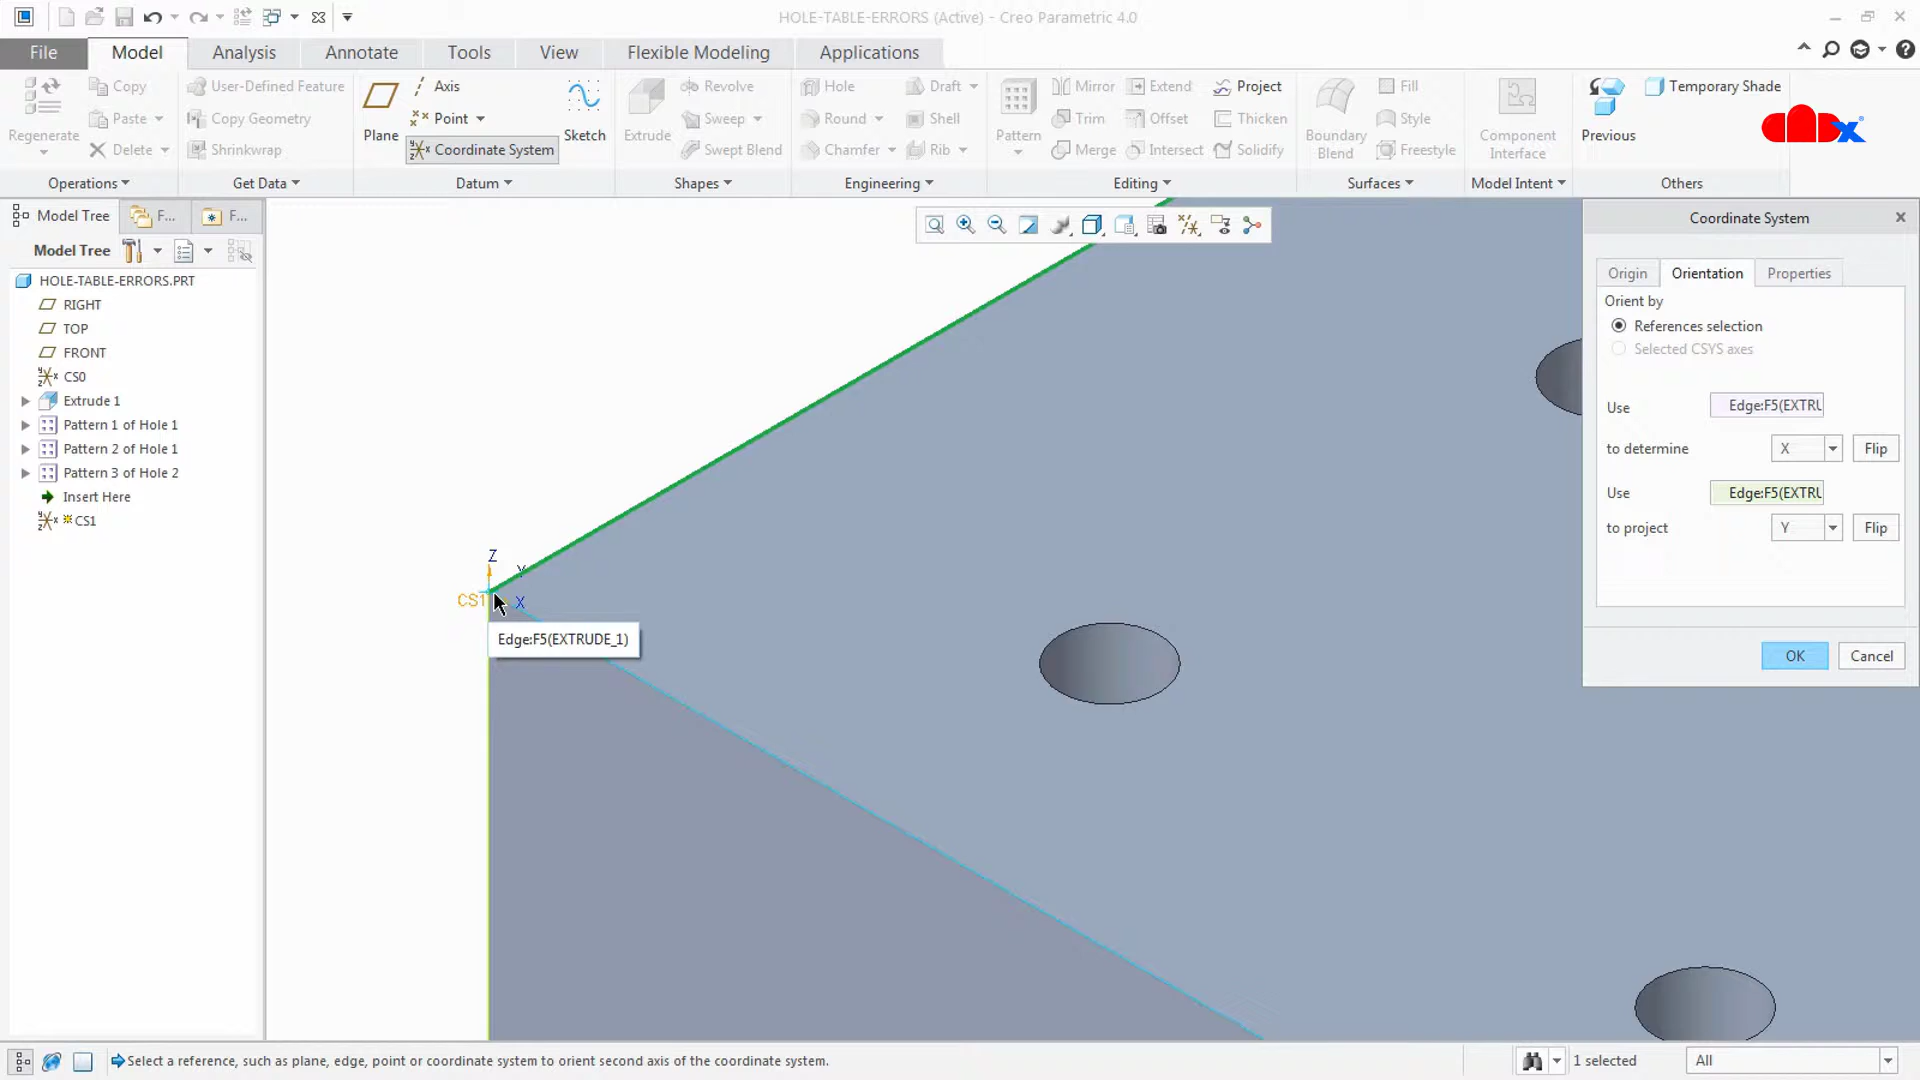 HOLE-TABLE-ERRORS (Active) - Creo Parametric 4.0
File Model Analysis Annotate Tools View Flexible Modeling Applications
Regenerate
Copy
Paste
Delete
Operations
User-Defined Feature
Copy Geometry
Shrinkwrap
Get Data
Plane
Axis
Point
Coordinate System
Sketch
Datum
Extrude
Revolve
Sweep
Swept Blend
Shapes
Hole
Round
Chamfer
Draft
Shell
Rib
Engineering
Pattern
Mirror
Trim
Merge
Extend
Offset
Intersect
Project
Thicken
Solidify
Editing
Boundary
Blend
Fill
Style
Freestyle
Surfaces
Component
Interface
Model Intent
Previous
Temporary Shade
Others
Model Tree
F...
F...
Model Tree
HOLE-TABLE-ERRORS.PRT
RIGHT
TOP
FRONT
CS0
Extrude 1
Pattern 1 of Hole 1
Pattern 2 of Hole 1
Pattern 3 of Hole 2
Insert Here
CS1
Z
Y
CS1
X
Edge:F5(EXTRUDE_1)
Coordinate System
Origin Orientation Properties
Orient by
References selection
Selected CSYS axes
Use Edge:F5(EXTRU
to determine X Flip
Use Edge:F5(EXTRU
to project Y Flip
OK Cancel
Select a reference, such as plane, edge, point or coordinate system to orient second axis of the coordinate system.
1 selected
All